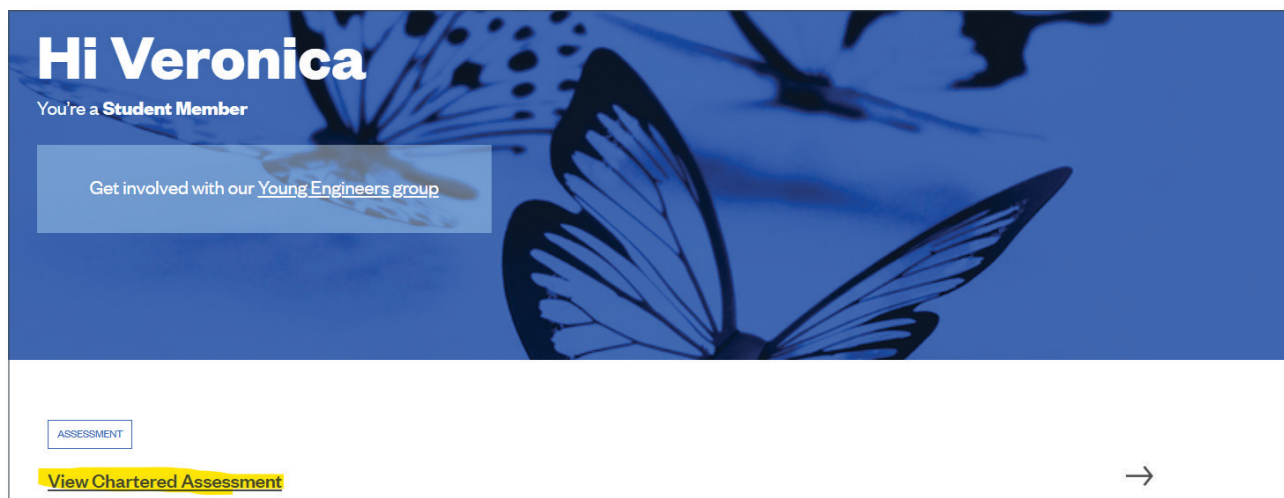 Hi Veronica
You're a Student Member
Get involved with our Young Engineers group
ASSESSMENT
View Chartered Assessment